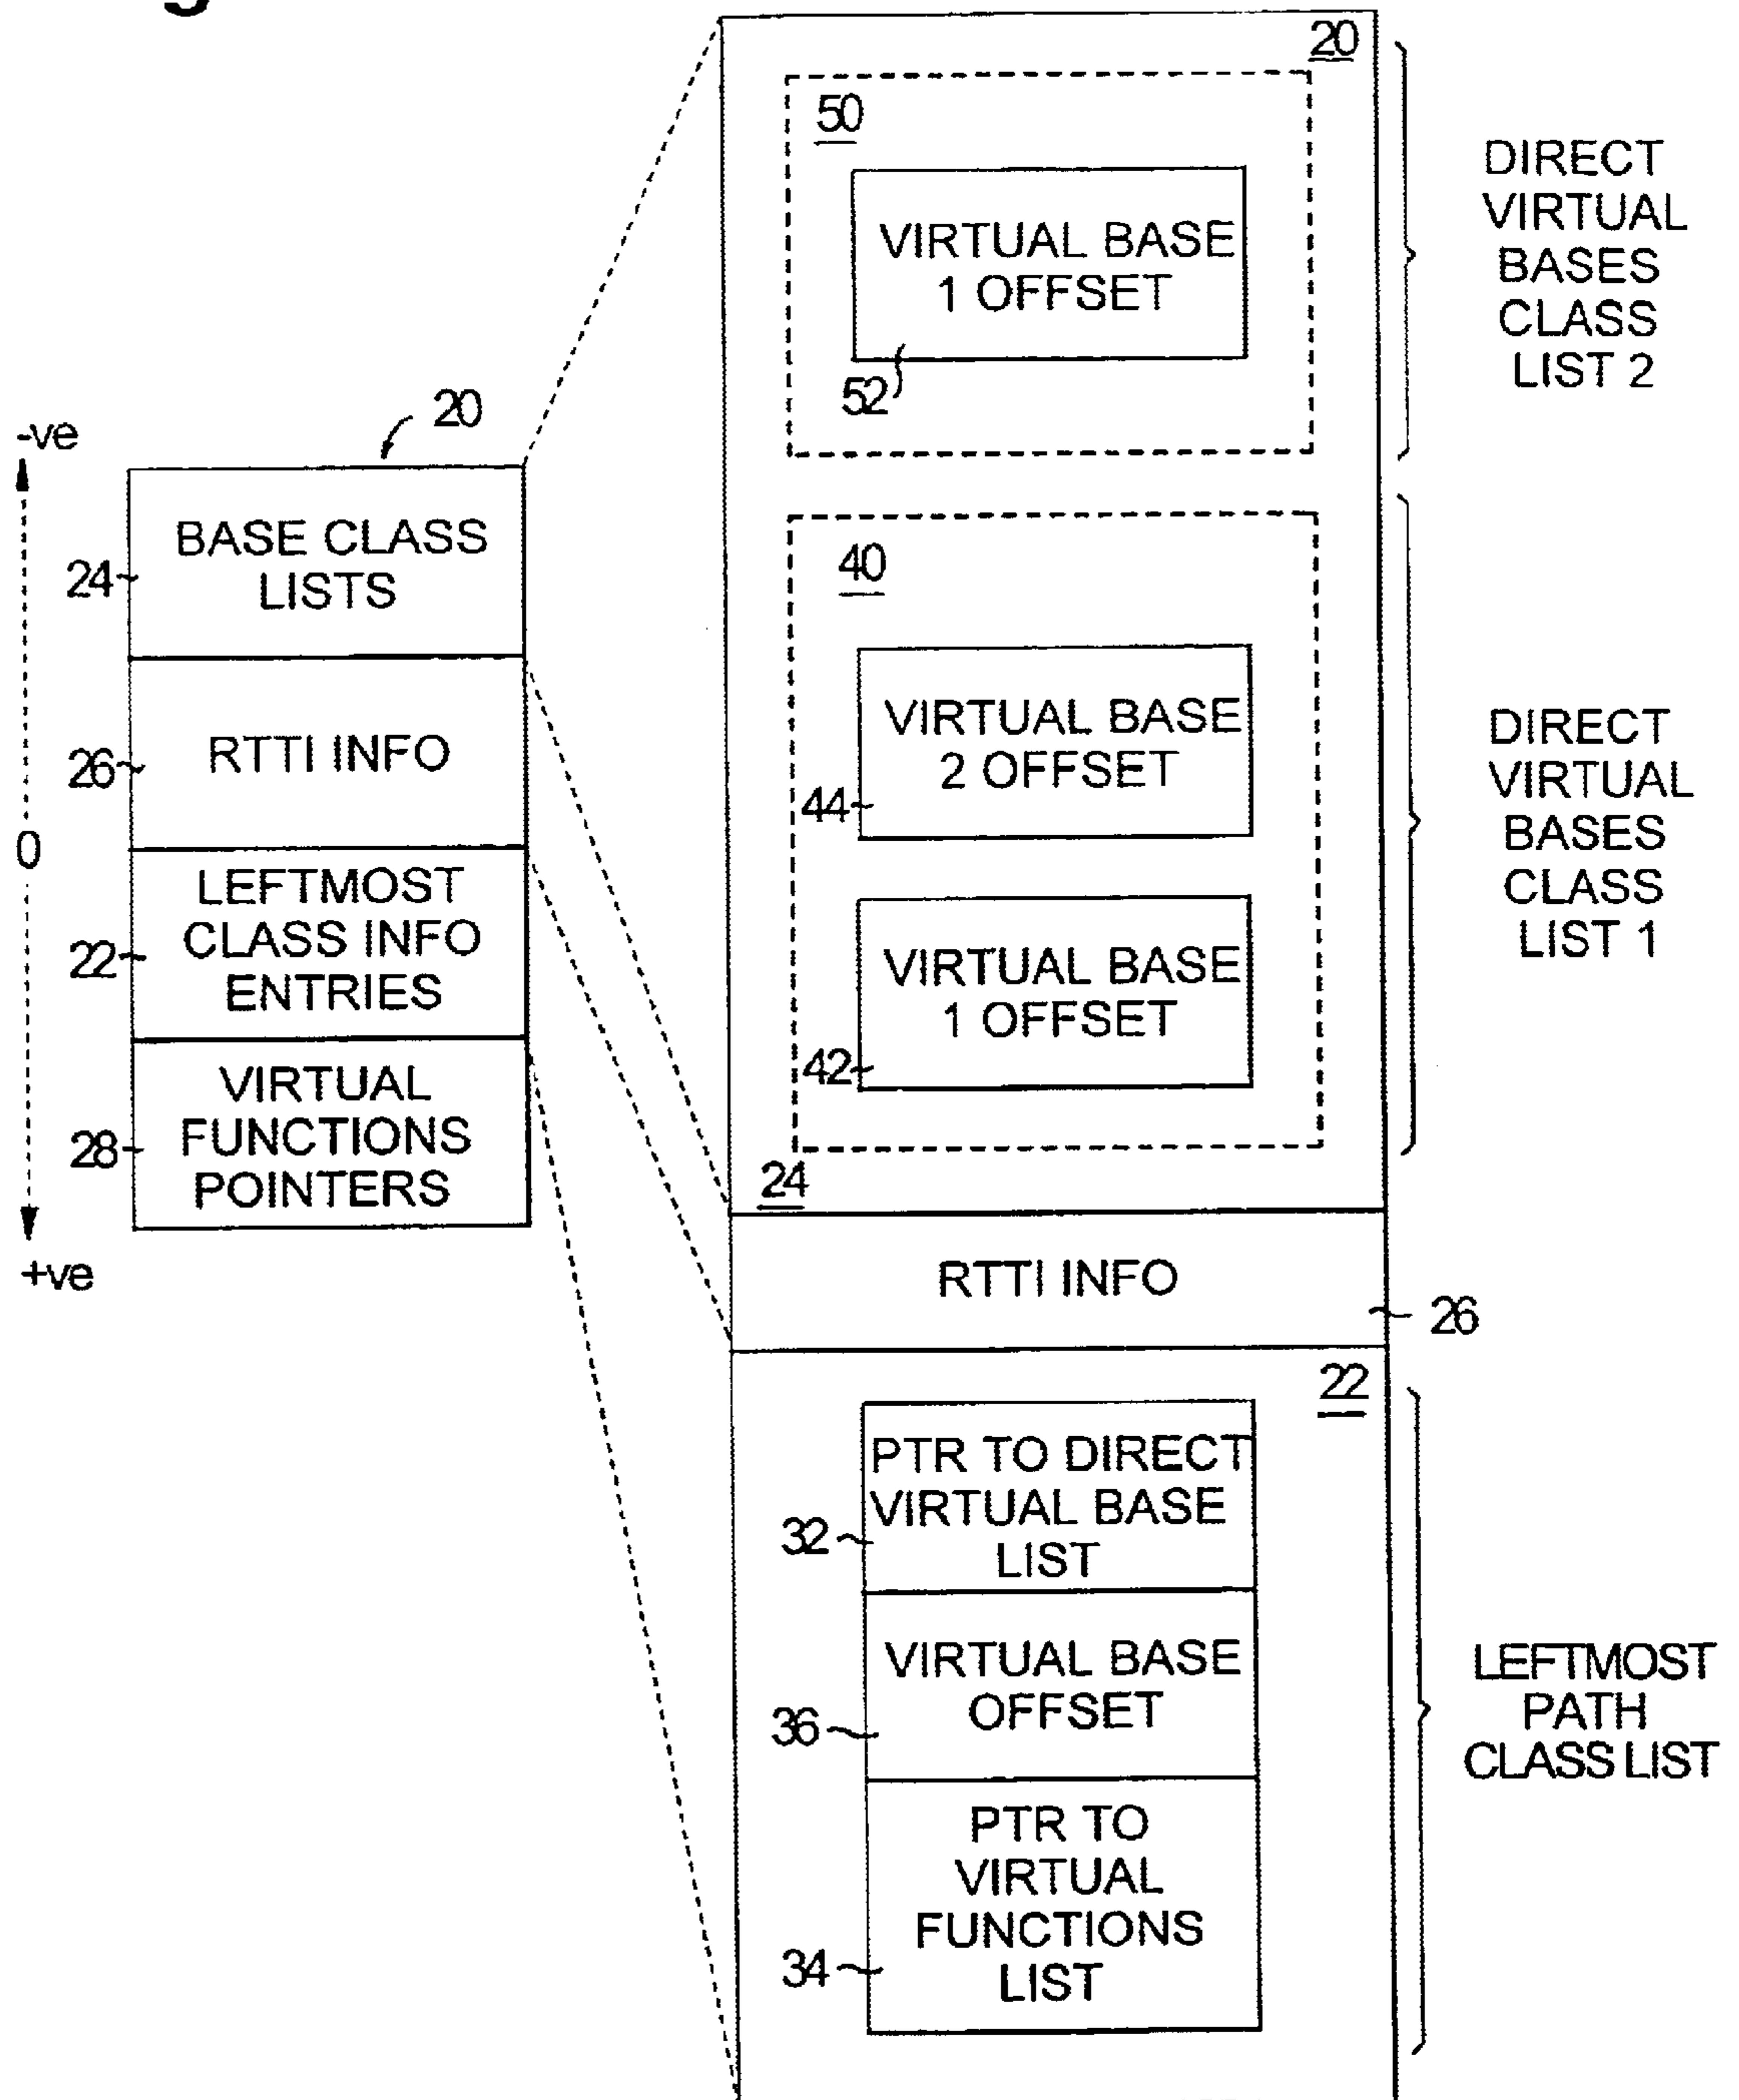 20
50
VIRTUAL BASE
1 OFFSET
52
DIRECT
VIRTUAL
BASES
CLASS
LIST 2
-ve
20
BASE CLASS
LISTS
24
RTTI INFO
26
0
LEFTMOST
CLASS INFO
ENTRIES
22
VIRTUAL
FUNCTIONS
POINTERS
28
+ve
40
VIRTUAL BASE
2 OFFSET
44
VIRTUAL BASE
1 OFFSET
42
DIRECT
VIRTUAL
BASES
CLASS
LIST 1
24
RTTI INFO
26
22
PTR TO DIRECT
VIRTUAL BASE
LIST
32
VIRTUAL BASE
OFFSET
36
PTR TO
VIRTUAL
FUNCTIONS
LIST
34
LEFTMOST
PATH
CLASS LIST